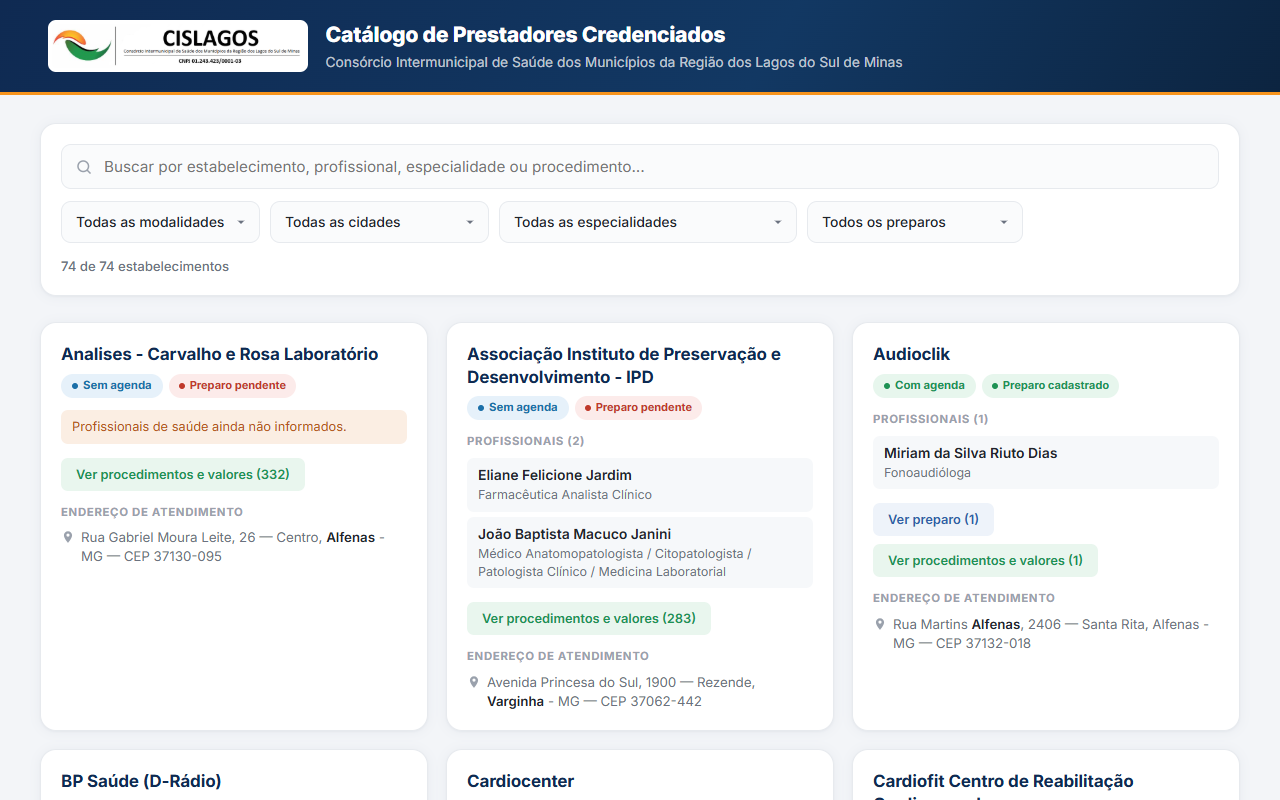 CISLAGOS
Consórcio Intermunicipal de Saúde dos Municípios da Região dos Lagos do Sul de Minas
CNPJ 01.243.423/0001-03
Catálogo de Prestadores Credenciados
Consórcio Intermunicipal de Saúde dos Municípios da Região dos Lagos do Sul de Minas
Buscar por estabelecimento, profissional, especialidade ou procedimento...
Todas as modalidades
Todas as cidades
Todas as especialidades
Todos os preparos
74 de 74 estabelecimentos
Analises - Carvalho e Rosa Laboratório
Sem agenda
Preparo pendente
Profissionais de saúde ainda não informados.
Ver procedimentos e valores (332)
ENDEREÇO DE ATENDIMENTO
Rua Gabriel Moura Leite, 26 — Centro, Alfenas -
MG — CEP 37130-095
Associação Instituto de Preservação e
Desenvolvimento - IPD
Sem agenda
Preparo pendente
PROFISSIONAIS (2)
Eliane Felicione Jardim
Farmacêutica Analista Clínico
João Baptista Macuco Janini
Médico Anatomopatologista / Citopatologista /
Patologista Clínico / Medicina Laboratorial
Ver procedimentos e valores (283)
ENDEREÇO DE ATENDIMENTO
Avenida Princesa do Sul, 1900 — Rezende,
Varginha - MG — CEP 37062-442
Audioclik
Com agenda
Preparo cadastrado
PROFISSIONAIS (1)
Miriam da Silva Riuto Dias
Fonoaudióloga
Ver preparo (1)
Ver procedimentos e valores (1)
ENDEREÇO DE ATENDIMENTO
Rua Martins Alfenas, 2406 — Santa Rita, Alfenas -
MG — CEP 37132-018
BP Saúde (D-Rádio)
Cardiocenter
Cardiofit Centro de Reabilitação